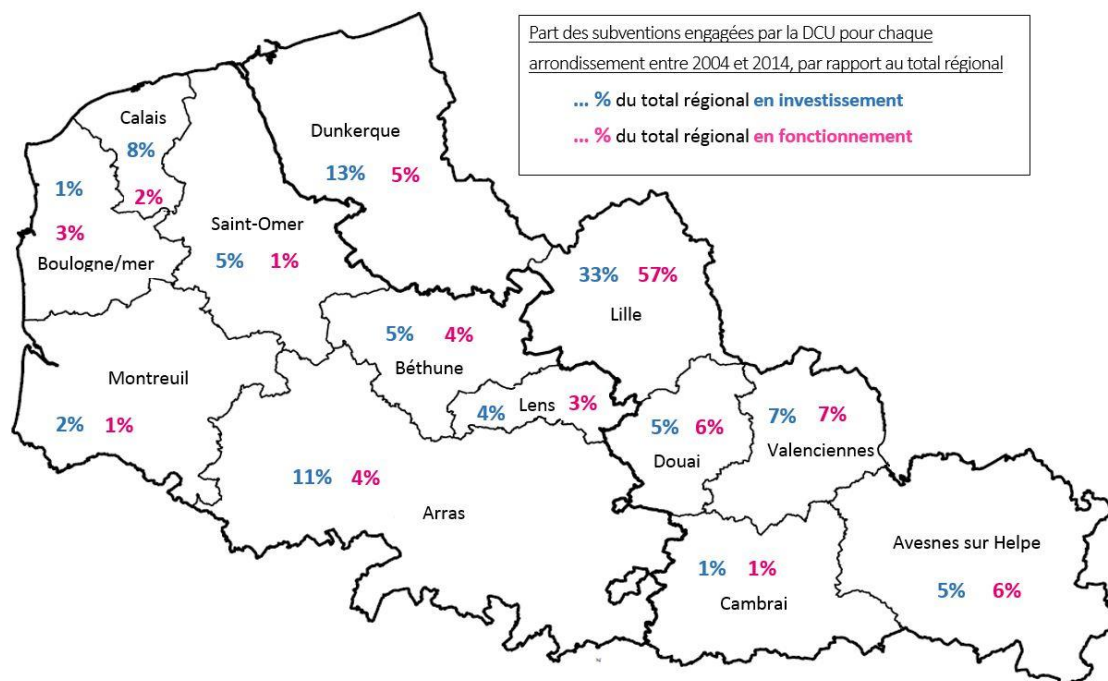 Part des subventions engagées par la DCU pour chaque
arrondissement entre 2004 et 2014, par rapport au total régional
... % du total régional en investissement
... % du total régional en fonctionnement
Calais
8%
2%
1%
3%
Boulogne/mer
Dunkerque
13% 5%
Saint-Omer
5% 1%
33% 57%
Lille
5% 4%
Béthune
Montreuil
2% 1%
Lens
4% 3%
5% 6%
Douai
7% 7%
Valenciennes
11% 4%
Arras
1% 1%
Cambrai
Avesnes sur Helpe
5% 6%